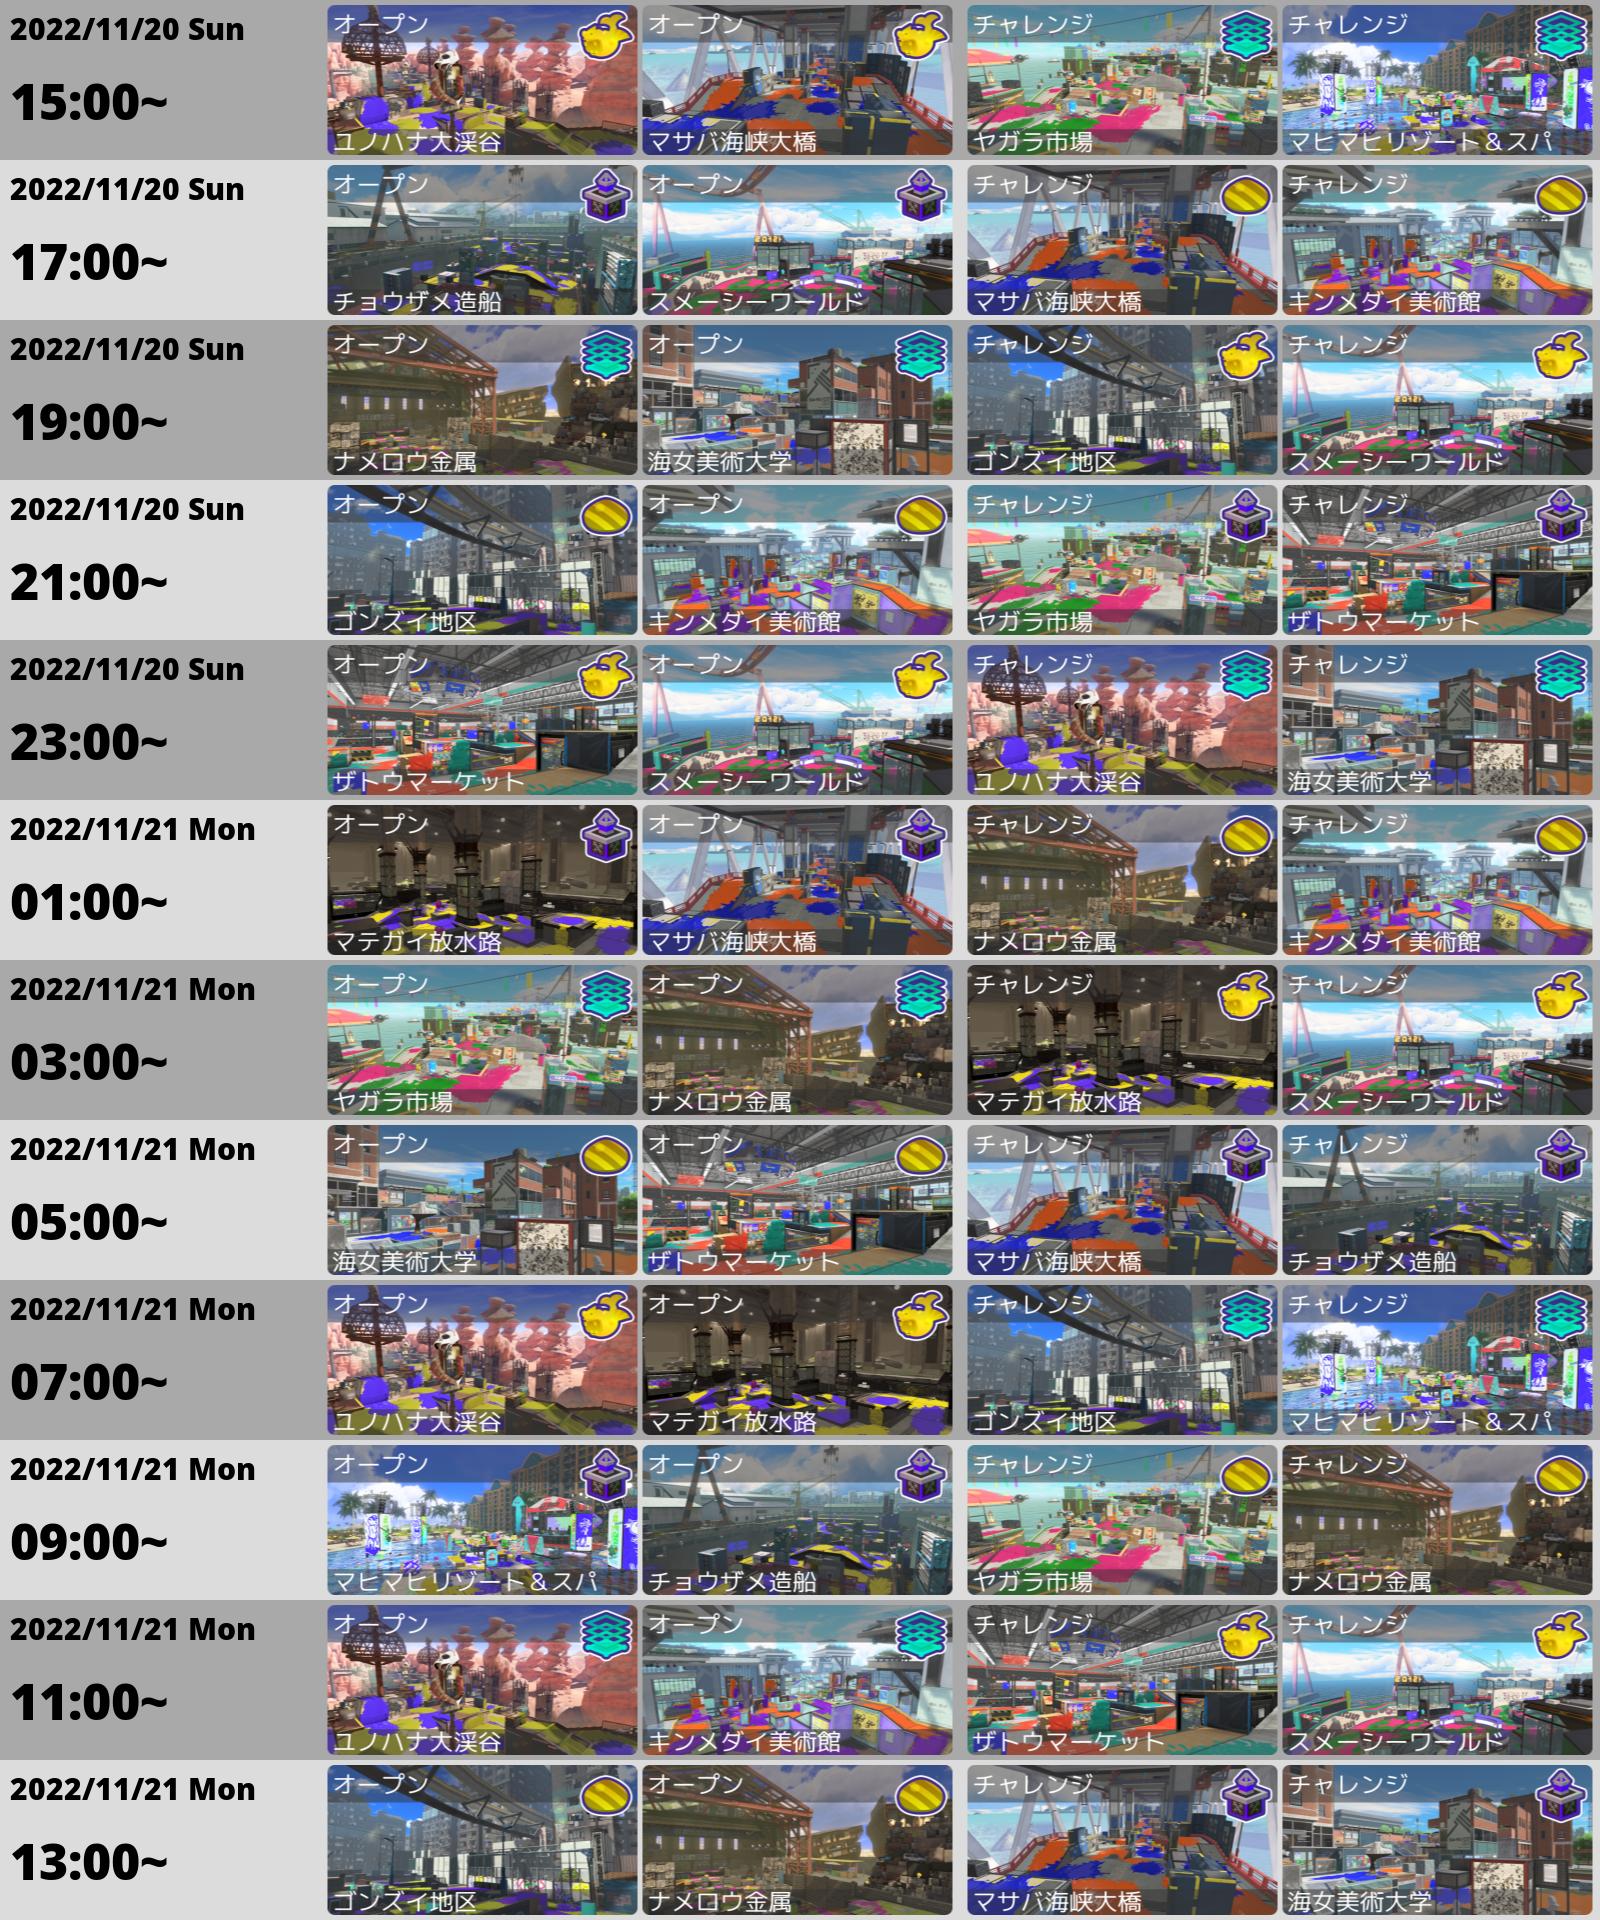 2022/11/20 Sun
15:00~
オープン
ユノハナ大渓谷
オープン
マサバ海峡大橋
チャレンジ
ヤガラ市場
チャレンジ
マヒマヒリゾート＆スパ
2022/11/20 Sun
17:00~
オープン
チョウザメ造船
オープン
スメーシーワールド
チャレンジ
マサバ海峡大橋
チャレンジ
キンメダイ美術館
2022/11/20 Sun
19:00~
オープン
ナメロウ金属
オープン
海女美術大学
チャレンジ
ゴンズイ地区
チャレンジ
スメーシーワールド
2022/11/20 Sun
21:00~
オープン
ゴンズイ地区
オープン
キンメダイ美術館
チャレンジ
ヤガラ市場
チャレンジ
ザトウマーケット
2022/11/20 Sun
23:00~
オープン
ザトウマーケット
オープン
スメーシーワールド
チャレンジ
ユノハナ大渓谷
チャレンジ
海女美術大学
2022/11/21 Mon
01:00~
オープン
マテガイ放水路
オープン
マサバ海峡大橋
チャレンジ
ナメロウ金属
チャレンジ
キンメダイ美術館
2022/11/21 Mon
03:00~
オープン
ヤガラ市場
オープン
ナメロウ金属
チャレンジ
マテガイ放水路
チャレンジ
スメーシーワールド
2022/11/21 Mon
05:00~
オープン
海女美術大学
オープン
ザトウマーケット
チャレンジ
マサバ海峡大橋
チャレンジ
チョウザメ造船
2022/11/21 Mon
07:00~
オープン
ユノハナ大渓谷
オープン
マテガイ放水路
チャレンジ
ゴンズイ地区
チャレンジ
マヒマヒリゾート＆スパ
2022/11/21 Mon
09:00~
オープン
マヒマヒリゾート＆スパ
オープン
チョウザメ造船
チャレンジ
ヤガラ市場
チャレンジ
ナメロウ金属
2022/11/21 Mon
11:00~
オープン
ユノハナ大渓谷
オープン
キンメダイ美術館
チャレンジ
ザトウマーケット
チャレンジ
スメーシーワールド
2022/11/21 Mon
13:00~
オープン
ゴンズイ地区
オープン
ナメロウ金属
チャレンジ
マサバ海峡大橋
チャレンジ
海女美術大学